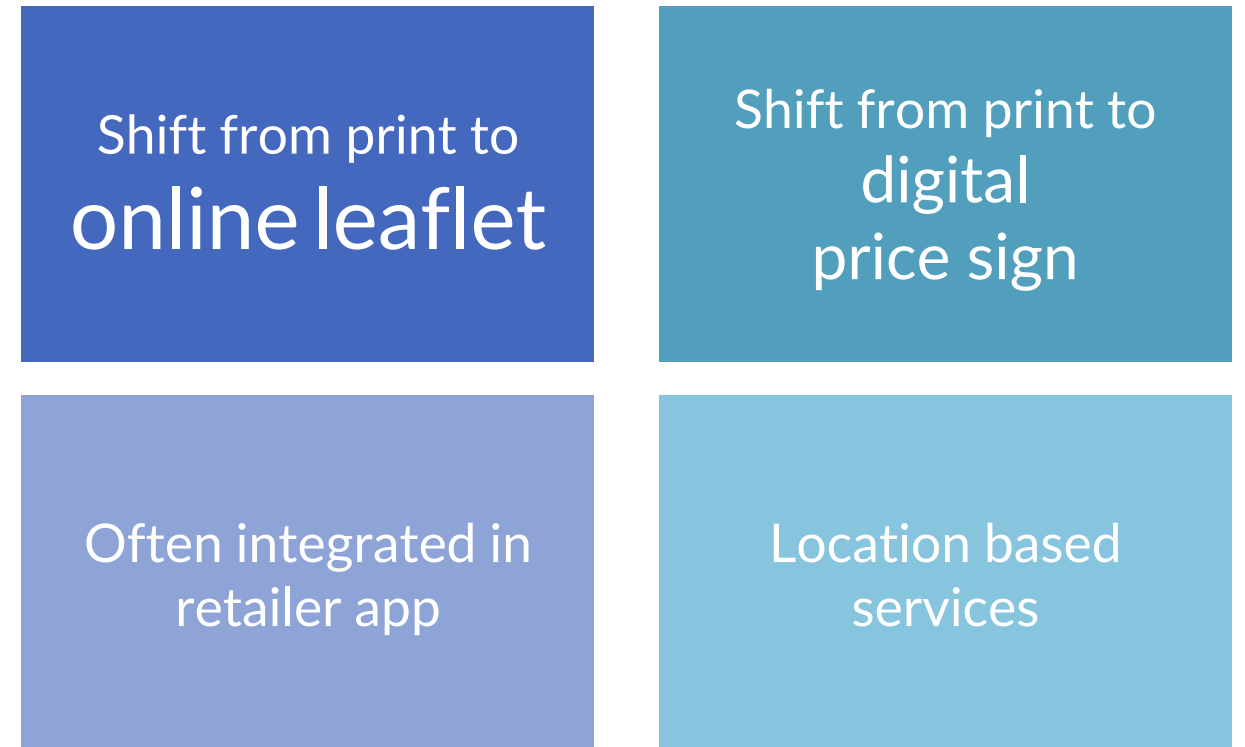 Shift from print to
online leaflet
Shift from print to
digital
price sign
Often integrated in
retailer app
Location based
services